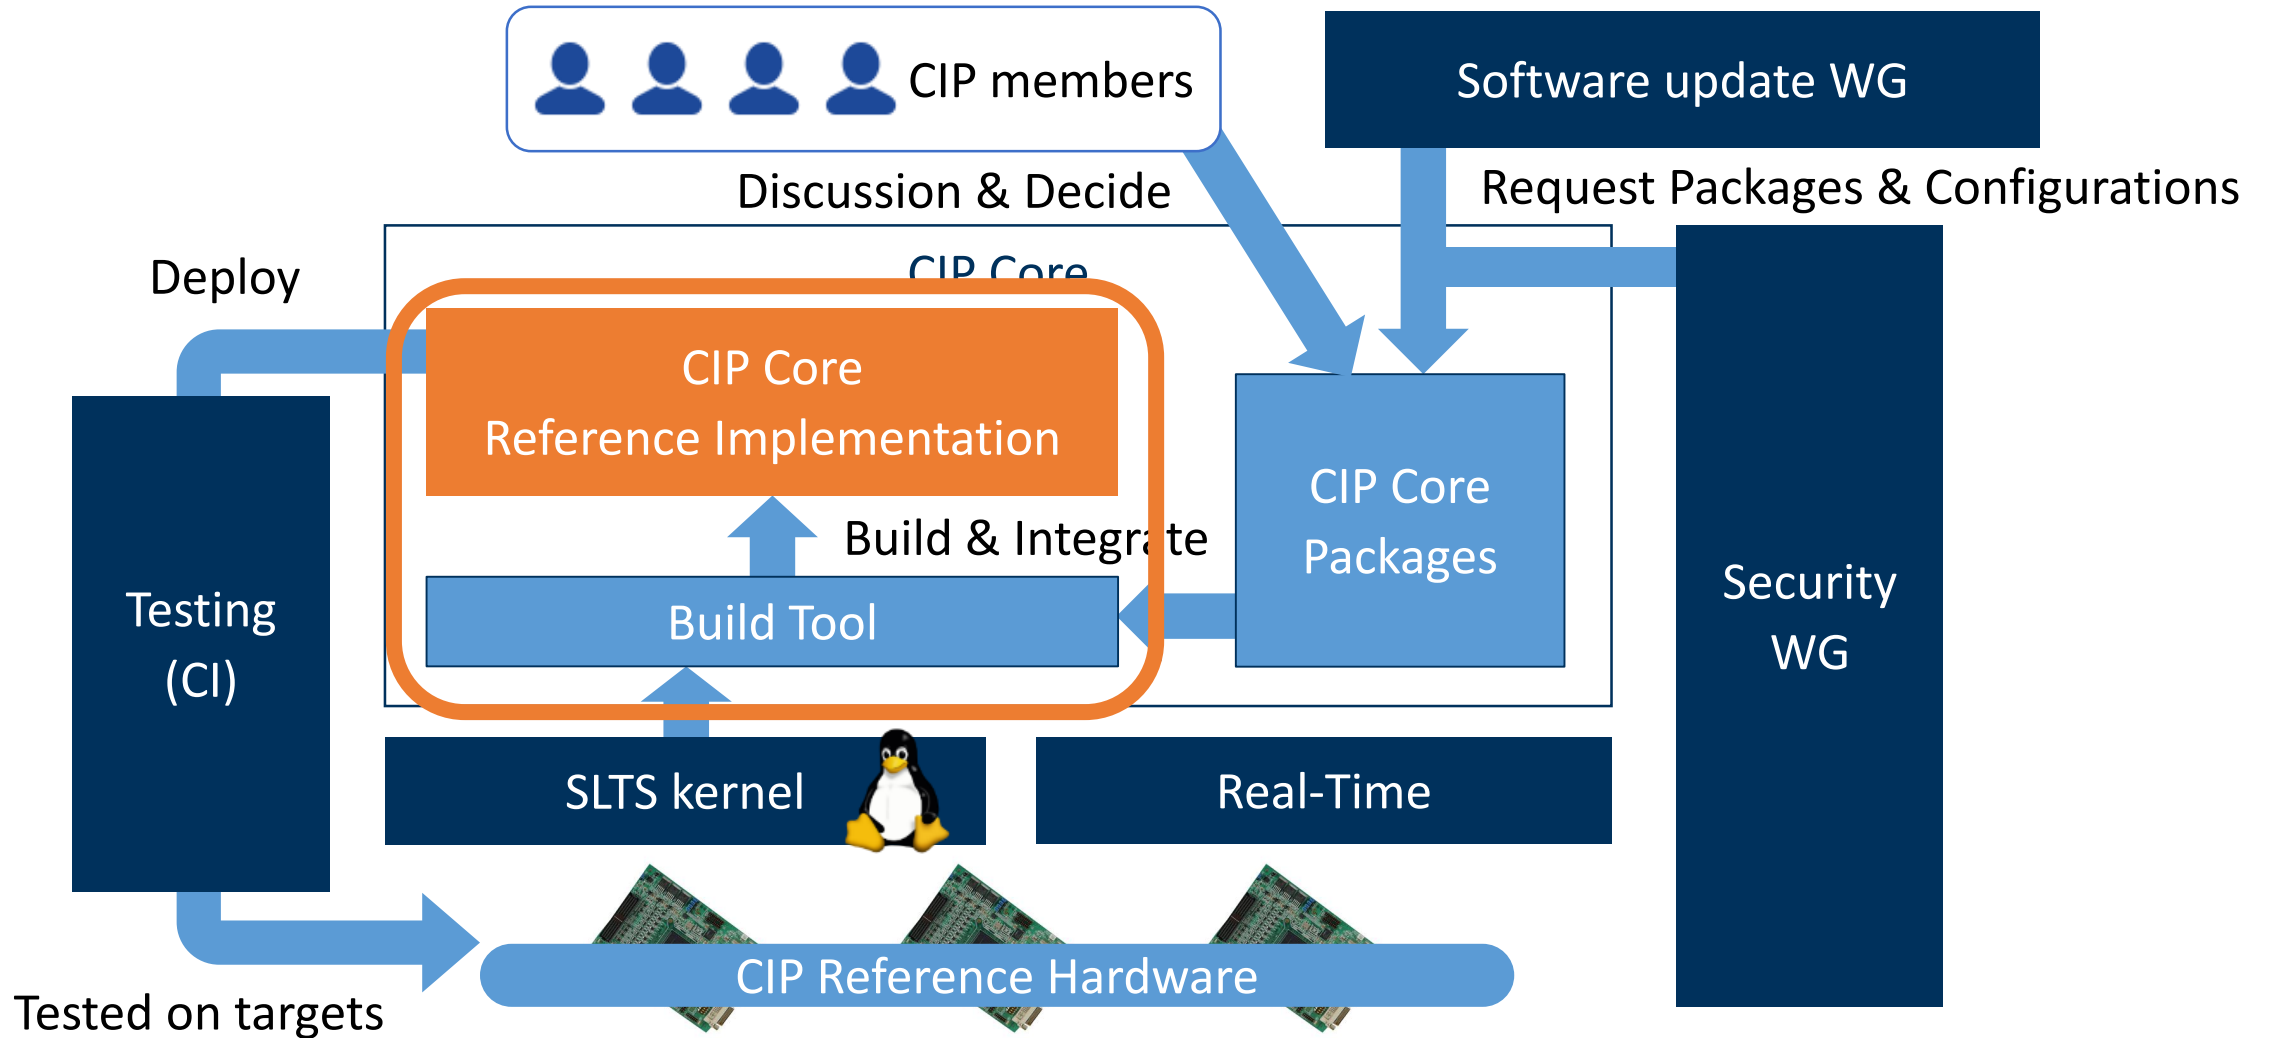 CIP members
Software update WG
Discussion & Decide
Request Packages & Configurations
Deploy
CIP Core
CIP Core
Reference Implementation
CIP Core
Packages
Build & Integrate
Build Tool
Testing
(CI)
Security
WG
SLTS kernel
Real-Time
CIP Reference Hardware
Tested on targets